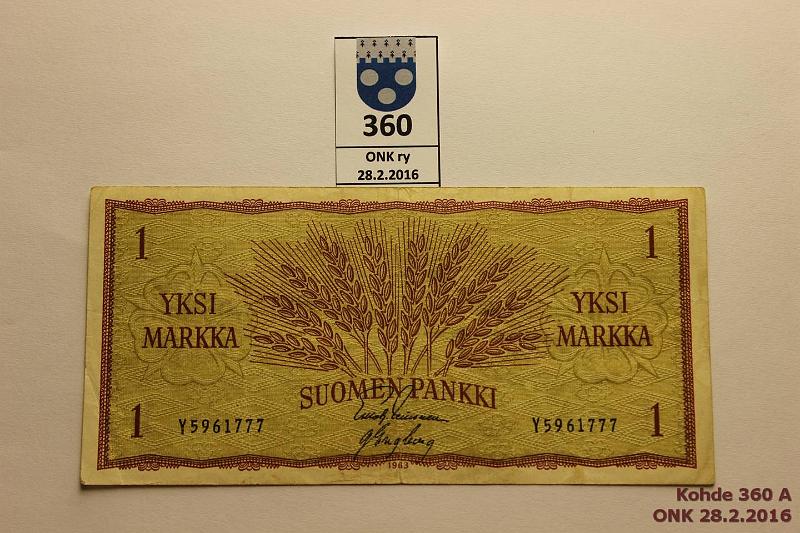 360
ONK ry
28.2.2016
1
1
YKSI
MARKKA
YKSI
MARKKA
SUOMEN PANKKI
1
Y5961777
Y5961777
1
1963
Kohde 360 A
ONK 28.2.2016